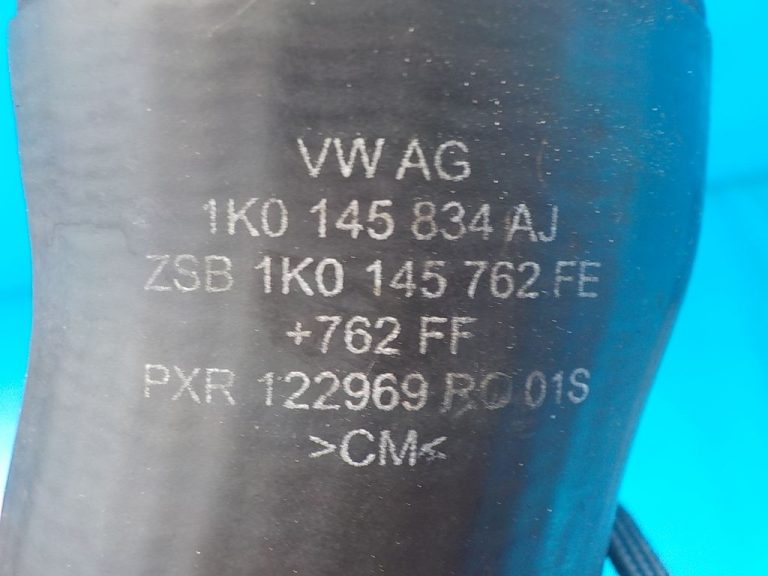 VW AG
1K0 145 834 AJ
ZSB 1K0 145 762 FE
+762 FF
PXR 122969 01S
>CM<